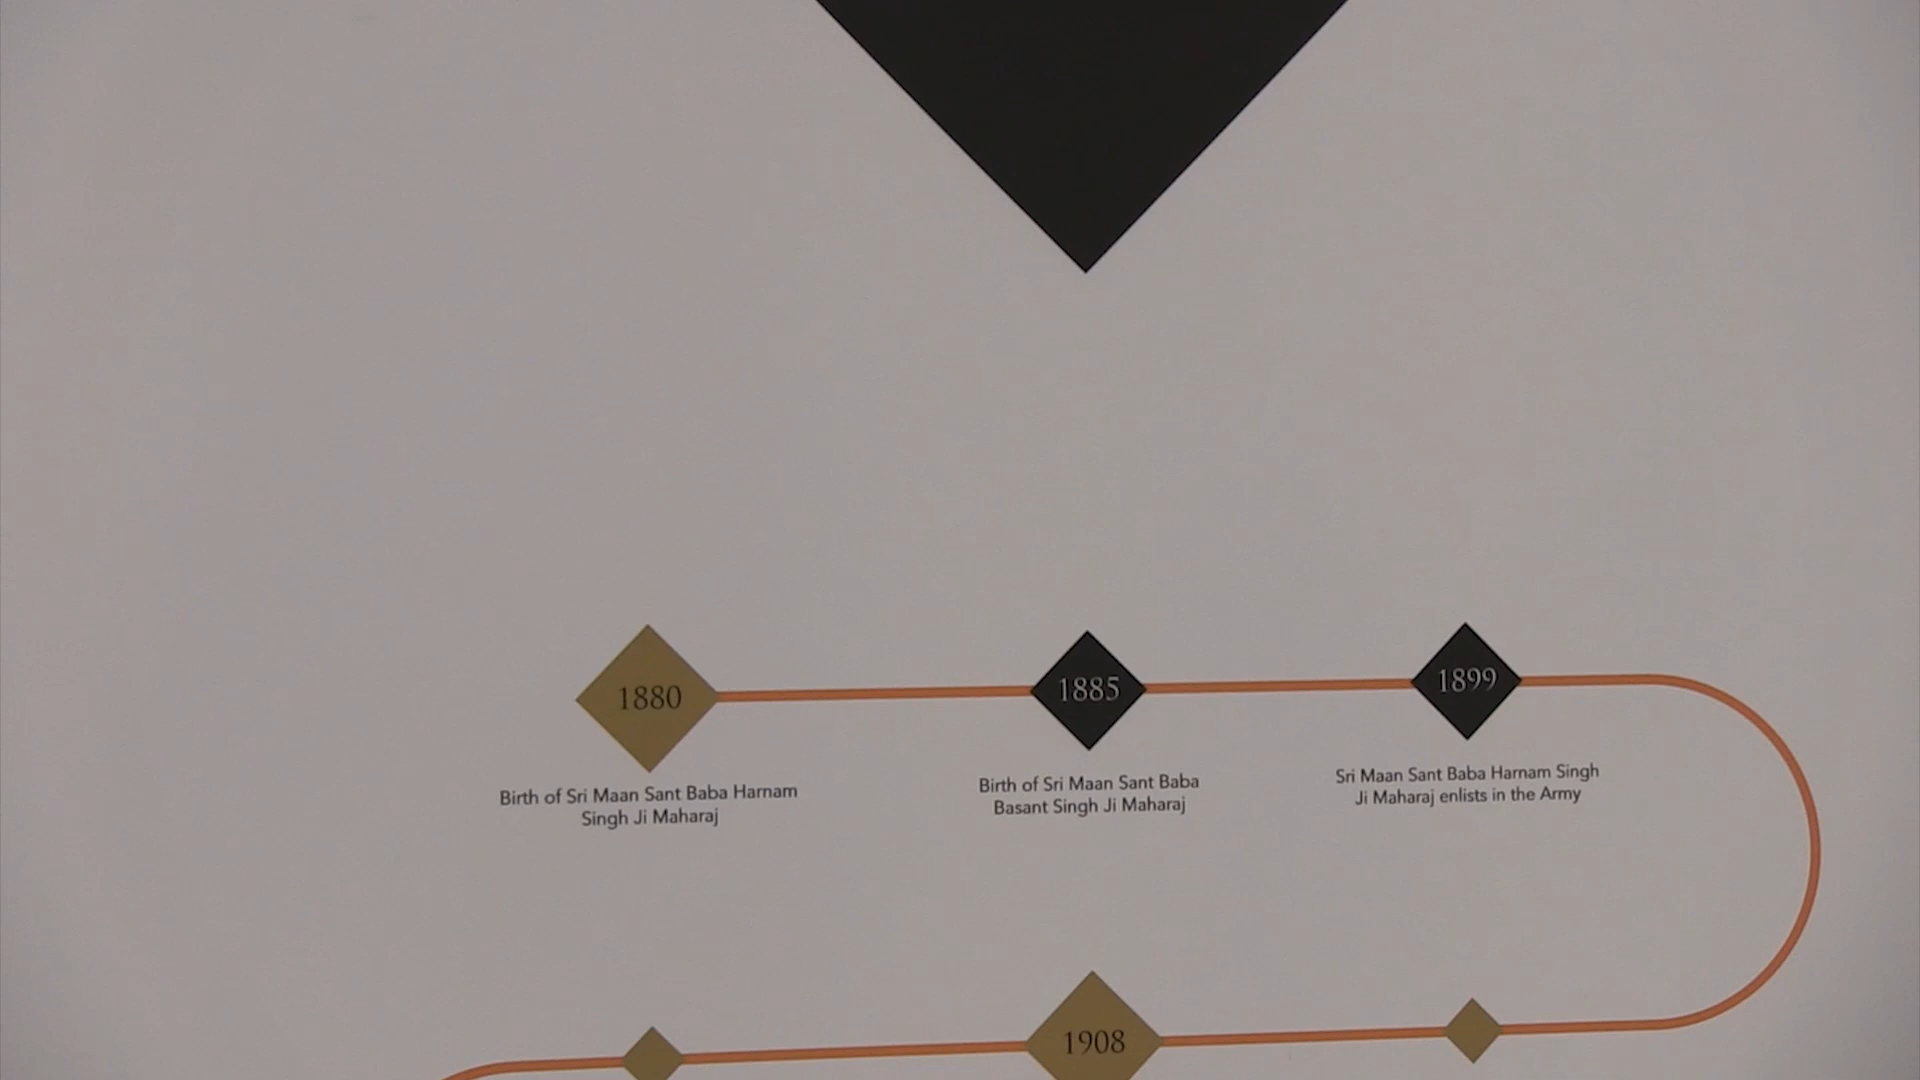 1880
Birth of Sri Maan Sant Baba Harnam
Singh Ji Maharaj
1885
Birth of Sri Maan Sant Baba
Basant Singh Ji Maharaj
1899
Sri Maan Sant Baba Harnam Singh
Ji Maharaj enlists in the Army
1908